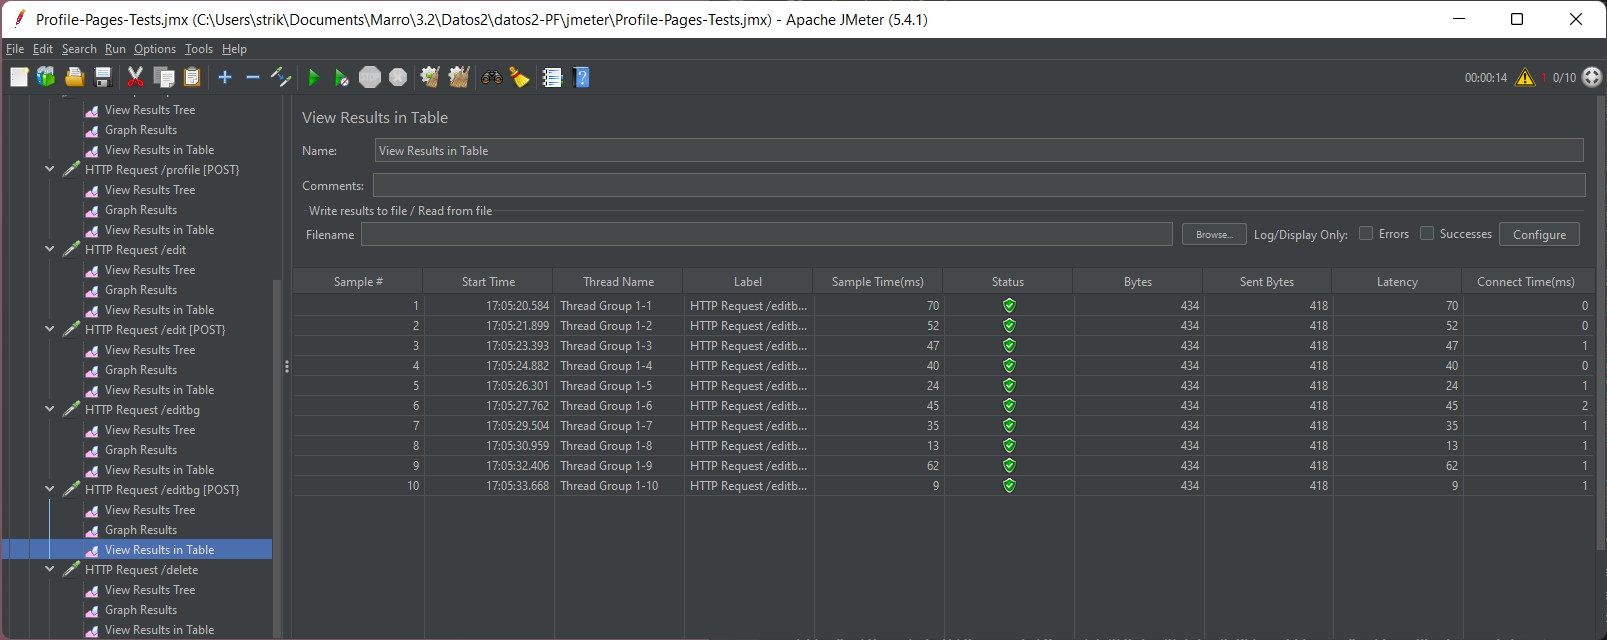 Profile-Pages-Tests.jmx (C:\Users\strik\Documents\Marro\3.2\Datos2\datos2-PF\jmeter\Profile-Pages-Tests.jmx) - Apache JMeter (5.4.1)
File Edit Search Run Options Tools Help
STOP 00:00:14 1 0/10
View Results Tree
Graph Results
View Results in Table
HTTP Request /profile [POST}
View Results Tree
Graph Results
View Results in Table
HTTP Request /edit
View Results Tree
Graph Results
View Results in Table
HTTP Request /edit [POST}
View Results Tree
Graph Results
View Results in Table
HTTP Request /editbg
View Results Tree
Graph Results
View Results in Table
HTTP Request /editbg [POST}
View Results Tree
Graph Results
View Results in Table
HTTP Request /delete
View Results Tree
Graph Results
View Results in Table
View Results in Table
Name: View Results in Table
Comments:
Write results to file / Read from file
Filename Browse... Log/Display Only: Errors Successes Configure
Sample # Start Time Thread Name Label Sample Time(ms) Status Bytes Sent Bytes Latency Connect Time(ms)
1 17:05:20.584 Thread Group 1-1 HTTP Request /editb... 70 434 418 70 0
2 17:05:21.899 Thread Group 1-2 HTTP Request /editb... 52 434 418 52 0
3 17:05:23.393 Thread Group 1-3 HTTP Request /editb... 47 434 418 47 1
4 17:05:24.882 Thread Group 1-4 HTTP Request /editb... 40 434 418 40 0
5 17:05:26.301 Thread Group 1-5 HTTP Request /editb... 24 434 418 24 1
6 17:05:27.762 Thread Group 1-6 HTTP Request /editb... 45 434 418 45 2
7 17:05:29.504 Thread Group 1-7 HTTP Request /editb... 35 434 418 35 1
8 17:05:30.959 Thread Group 1-8 HTTP Request /editb... 13 434 418 13 1
9 17:05:32.406 Thread Group 1-9 HTTP Request /editb... 62 434 418 62 1
10 17:05:33.668 Thread Group 1-10 HTTP Request /editb... 9 434 418 9 1